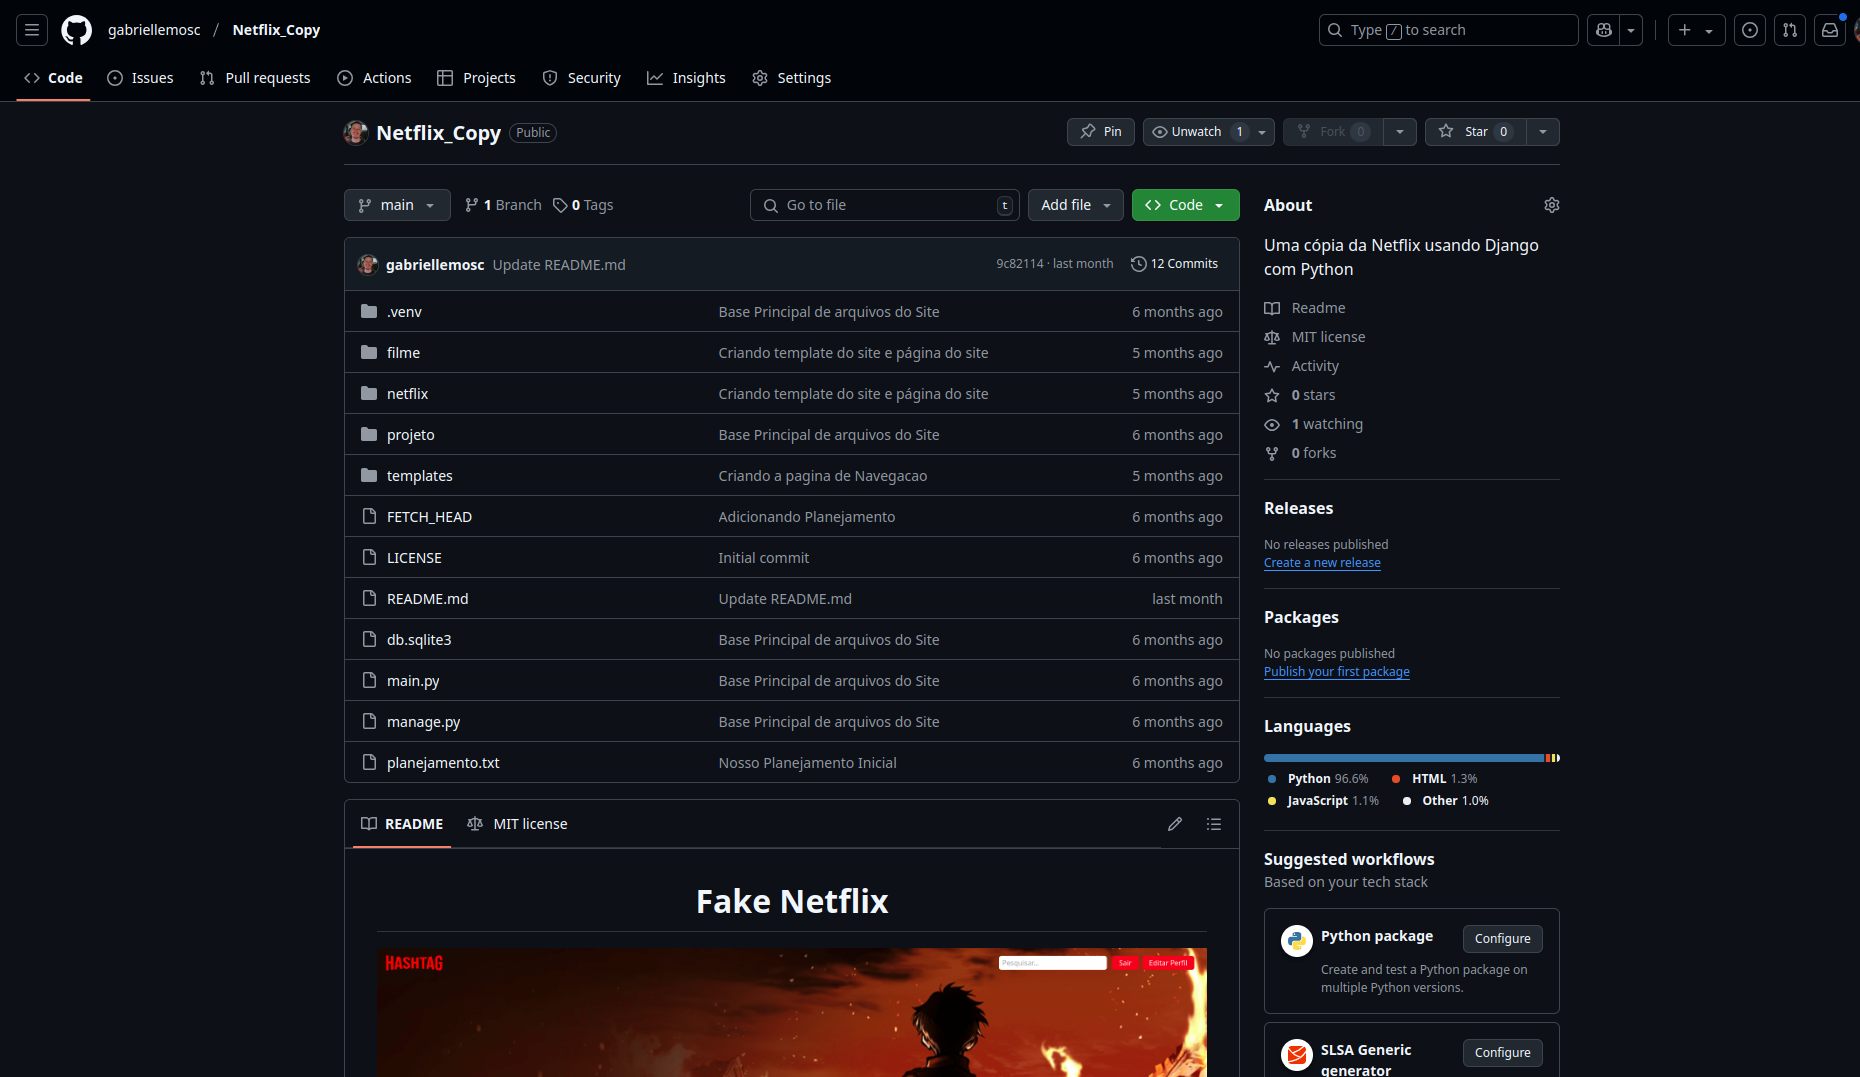 gabriellemosc / Netflix_Copy
Type / to search
Code Issues Pull requests Actions Projects Security Insights Settings
Netflix_Copy Public
Pin Unwatch 1 Fork 0 Star 0
main 1 Branch 0 Tags Go to file t Add file Code
gabriellemosc Update README.md 9c82114 · last month 12 Commits
.venv Base Principal de arquivos do Site 6 months ago
filme Criando template do site e página do site 5 months ago
netflix Criando template do site e página do site 5 months ago
projeto Base Principal de arquivos do Site 6 months ago
templates Criando a pagina de Navegacao 5 months ago
FETCH_HEAD Adicionando Planejamento 6 months ago
LICENSE Initial commit 6 months ago
README.md Update README.md last month
db.sqlite3 Base Principal de arquivos do Site 6 months ago
main.py Base Principal de arquivos do Site 6 months ago
manage.py Base Principal de arquivos do Site 6 months ago
planejamento.txt Nosso Planejamento Inicial 6 months ago
README MIT license
Fake Netflix
HASHTAG Pesquisar... Sair Editar Perfil
About
Uma cópia da Netflix usando Django
com Python
Readme
MIT license
Activity
0 stars
1 watching
0 forks
Releases
No releases published
Create a new release
Packages
No packages published
Publish your first package
Languages
Python 96.6% HTML 1.3%
JavaScript 1.1% Other 1.0%
Suggested workflows
Based on your tech stack
Python package Configure
Create and test a Python package on
multiple Python versions.
SLSA Generic Configure
generator